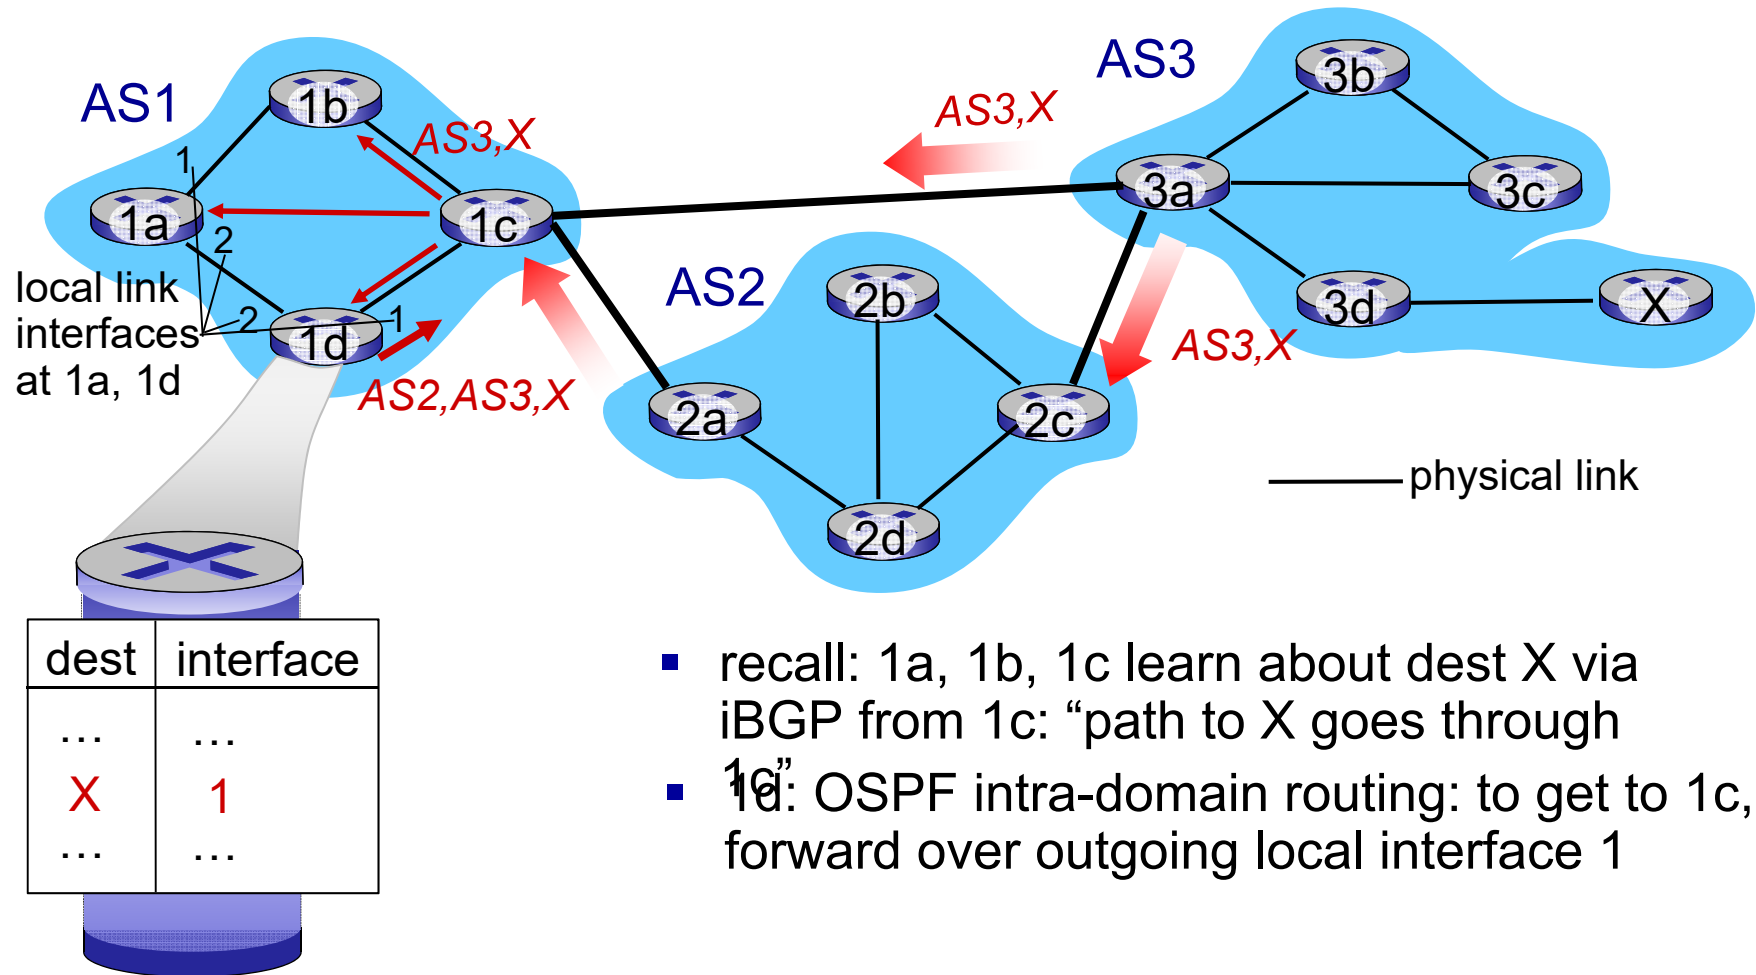 AS1
1b
AS3,X
1
1a
1c
2
local link
interfaces
at 1a, 1d
2
1
1d
AS2,AS3,X
AS3,X
AS3
3b
3a
3c
3d
X
AS3,X
AS2
2b
2a
2c
2d
physical link
dest interface
… …
X 1
… …
▪ recall: 1a, 1b, 1c learn about dest X via
iBGP from 1c: “path to X goes through
1c”
▪ 1d: OSPF intra-domain routing: to get to 1c,
forward over outgoing local interface 1